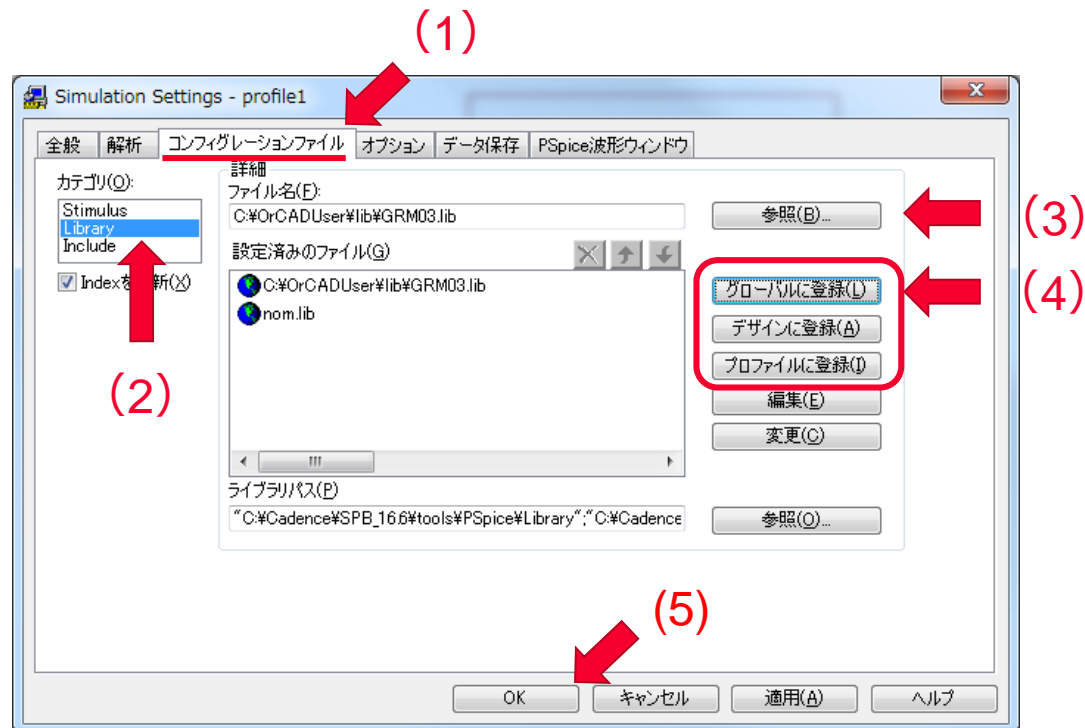 (1)
Simulation Settings - profile1
全般 解析 コンフィグレーションファイル オプション データ保存 PSpice波形ウィンドウ
カテゴリ(O):
Stimulus
Library
Include
Indexを 新(X)
(2)
詳細
ファイル名(F):
C:¥OrCADUser¥lib¥GRM03.lib
参照(B)...
(3)
設定済みのファイル(G)
C:¥OrCADUser¥lib¥GRM03.lib
nom.lib
グローバルに登録(L)
(4)
デザインに登録(A)
プロファイルに登録(I)
編集(E)
変更(C)
ライブラリパス(P)
"C:¥Cadence¥SPB_16.6¥tools¥PSpice¥Library";"C:¥Cadence
参照(O)...
(5)
OK キャンセル 適用(A) ヘルプ